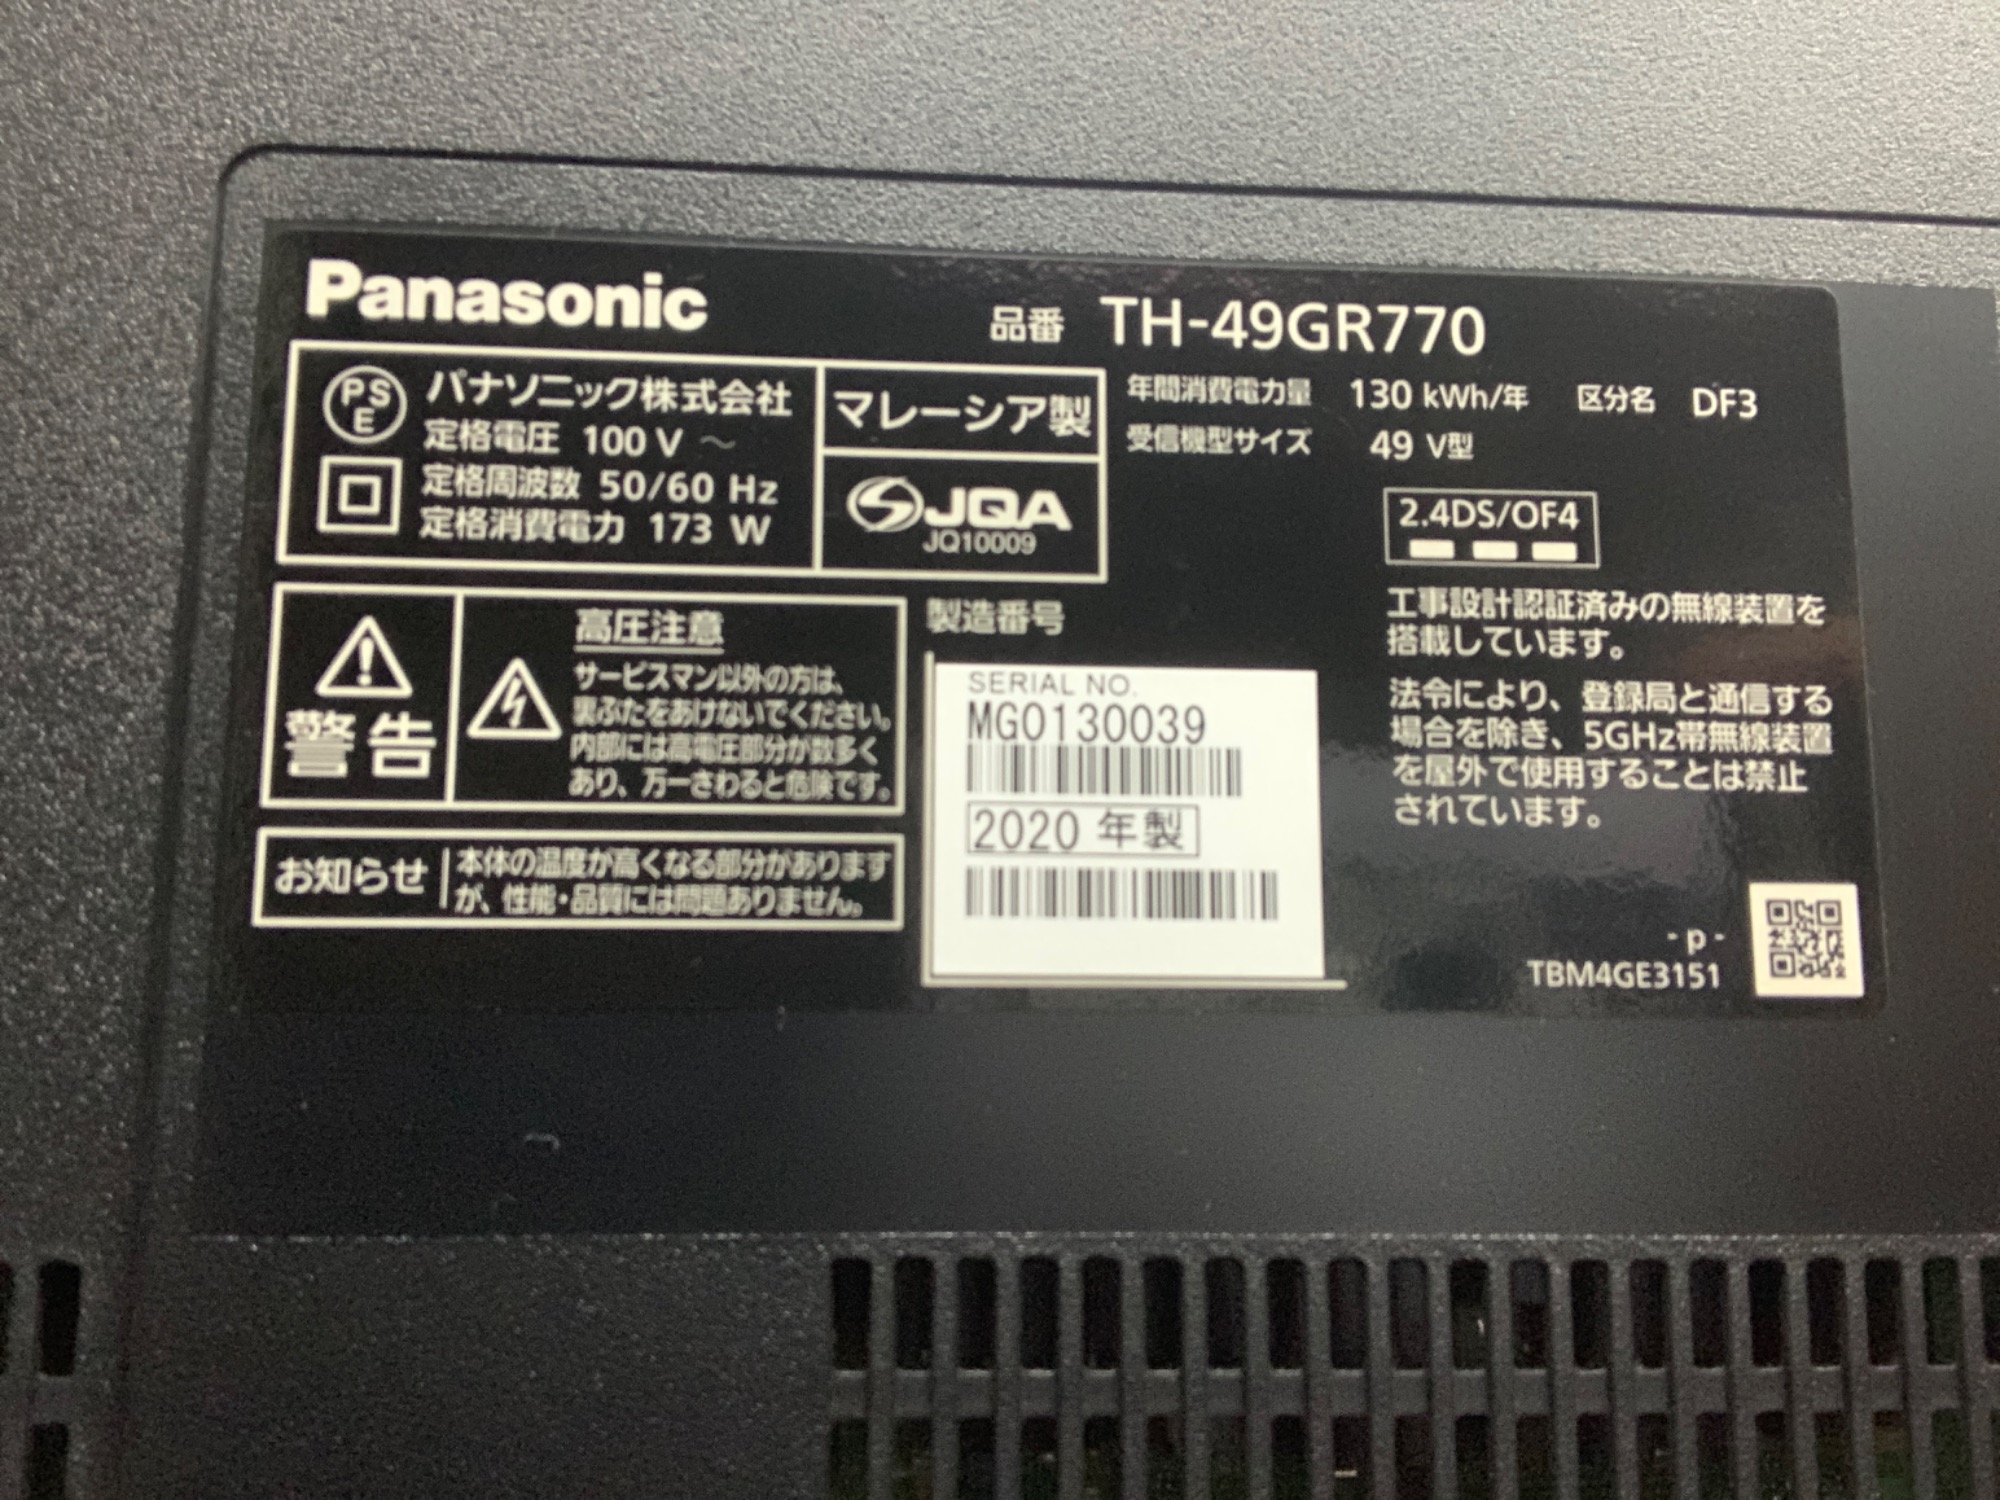 Panasonic
品番 TH-49GR770
PS
E
パナソニック株式会社
定格電圧 100 V ～
定格周波数 50/60 Hz
定格消費電力 173 W
マレーシア製
JQA
JQ10009
年間消費電力量 130 kWh/年 区分名 DF3
受信機型サイズ 49 V型
2.4DS/OF4
工事設計認証済みの無線装置を
搭載しています。
法令により、登録局と通信する
場合を除き、5GHz帯無線装置
を屋外で使用することは禁止
されています。
警告
高圧注意
サービスマン以外の方は、
裏ぶたをあけないでください。
内部には高電圧部分が数多く
あり、万一さわると危険です。
お知らせ
本体の温度が高くなる部分があります
が、性能・品質には問題ありません。
製造番号
SERIAL NO.
MG0130039
2020 年製
- p -
TBM4GE3151